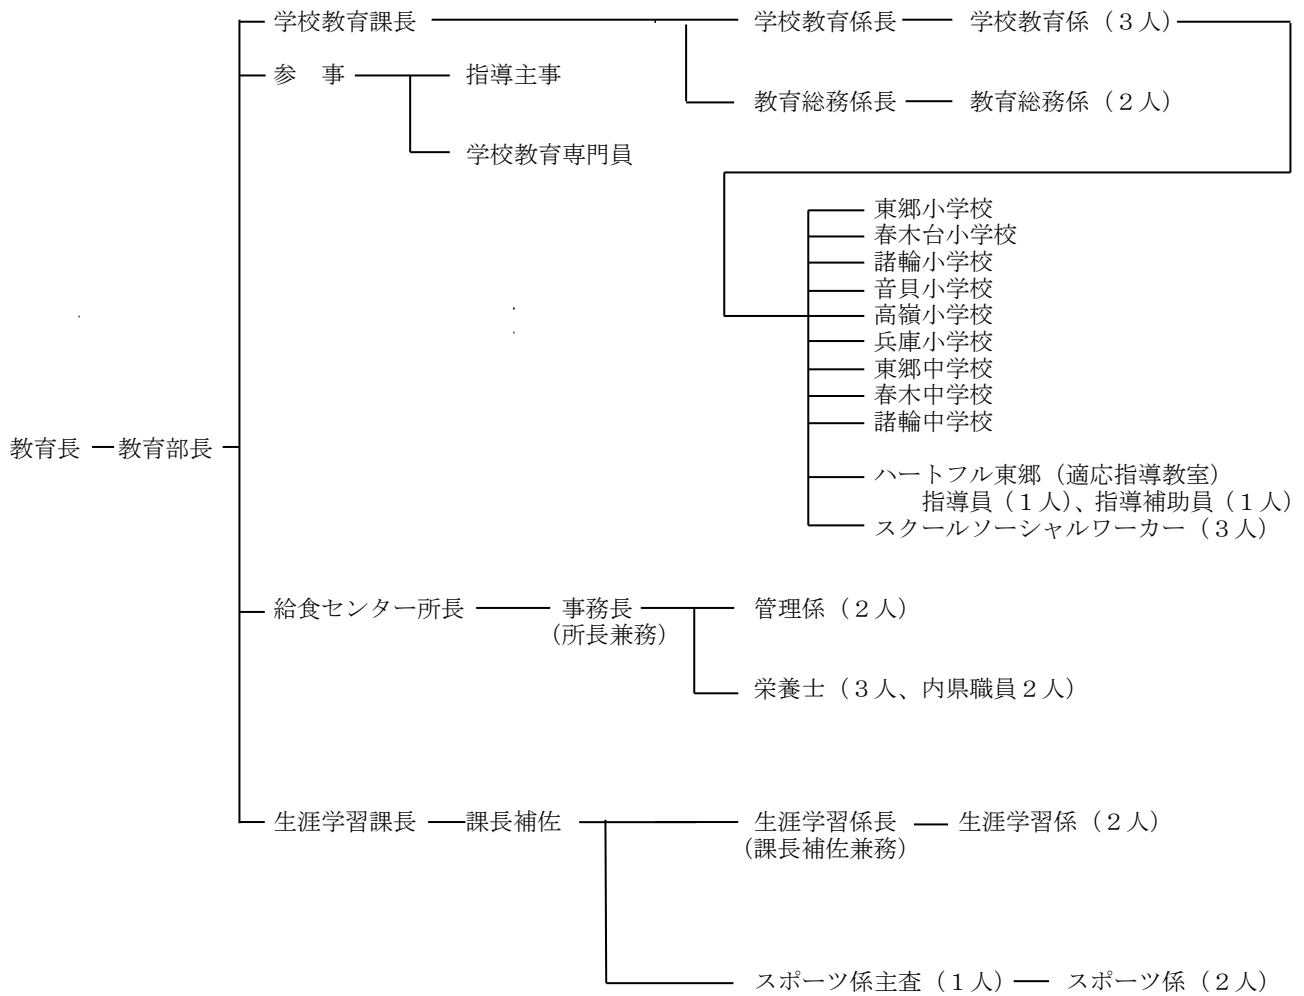 学校教育課長 学校教育係長 学校教育係（３人）
参　事 指導主事
教育総務係長 教育総務係（２人）
学校教育専門員
東郷小学校
春木台小学校
諸輪小学校
音貝小学校
高嶺小学校
兵庫小学校
東郷中学校
春木中学校
諸輪中学校
教育長 教育部長
ハートフル東郷（適応指導教室）
指導員（１人）、指導補助員（１人）
スクールソーシャルワーカー（３人）
給食センター所長 事務長 管理係（２人）
（所長兼務）
栄養士（３人、内県職員２人）
生涯学習課長 課長補佐 生涯学習係長 生涯学習係（２人）
（課長補佐兼務）
スポーツ係主査（１人） スポーツ係（２人）